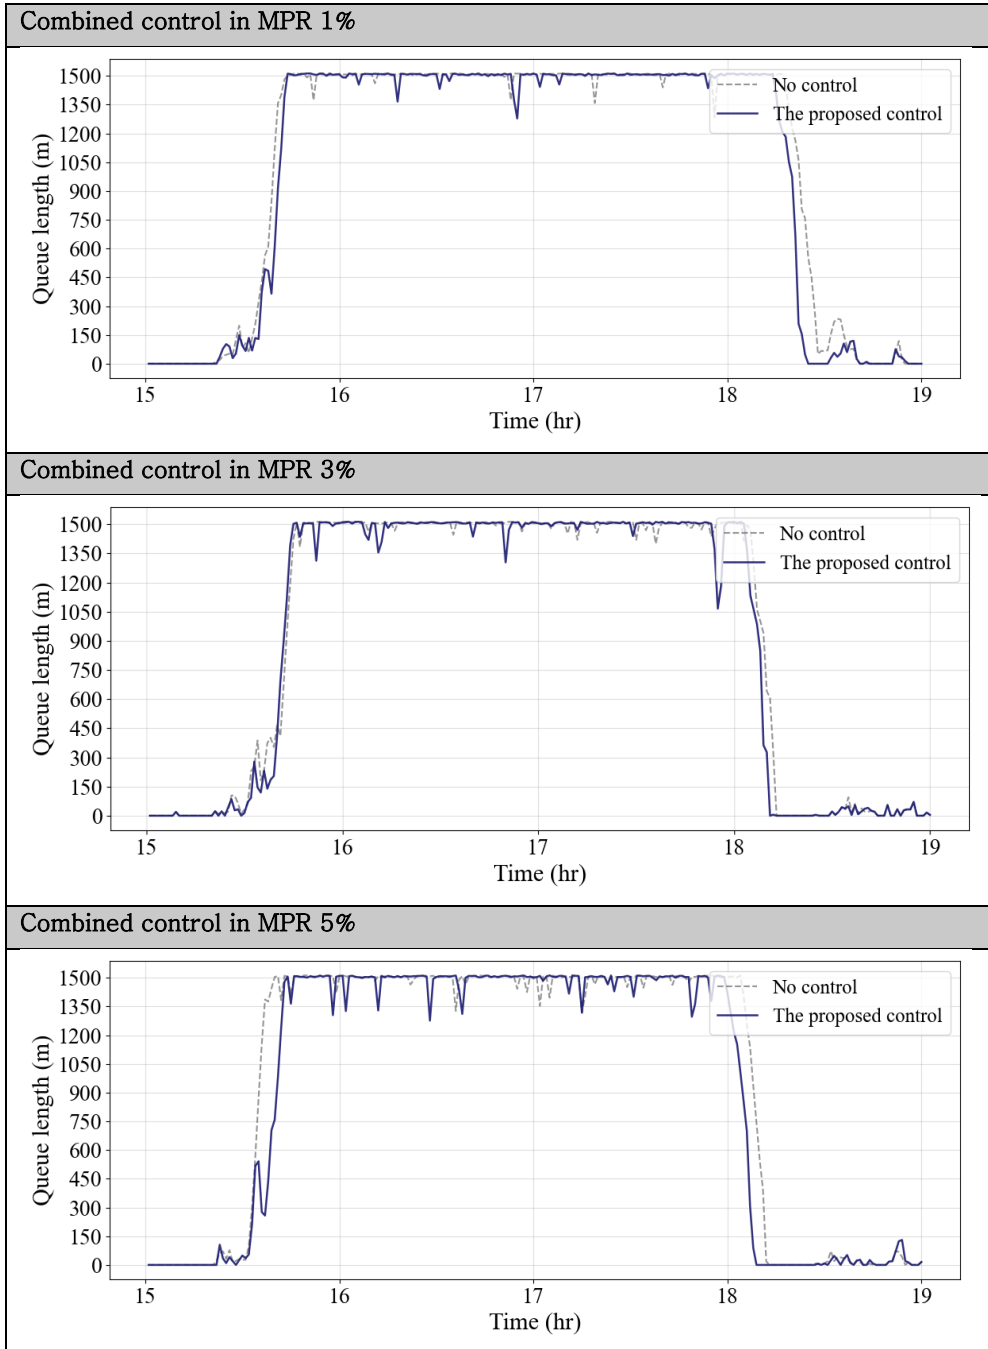 Combined control in MPR 1%
1500
1350
1200
1050
900
750
600
450
300
150
0
Queue length (m)
No control
The proposed control
15 16 17 18 19
Time (hr)
Combined control in MPR 3%
1500
1350
1200
1050
900
750
600
450
300
150
0
Queue length (m)
No control
The proposed control
15 16 17 18 19
Time (hr)
Combined control in MPR 5%
1500
1350
1200
1050
900
750
600
450
300
150
0
Queue length (m)
No control
The proposed control
15 16 17 18 19
Time (hr)